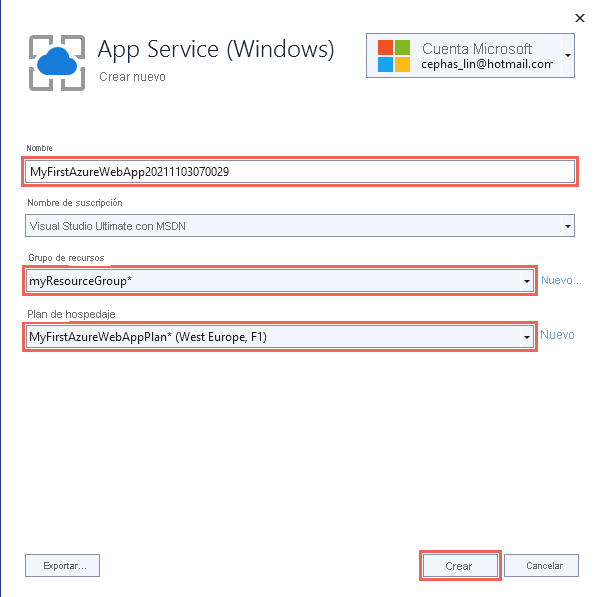 App Service (Windows)
Crear nuevo
Cuenta Microsoft
cephas_lin@hotmail.com
Nombre
MyFirstAzureWebApp20211103070029
Nombre de suscripción
Visual Studio Ultimate con MSDN
Grupo de recursos
myResourceGroup*
Nuevo...
Plan de hospedaje
MyFirstAzureWebAppPlan* (West Europe, F1)
Nuevo
Exportar...
Crear
Cancelar